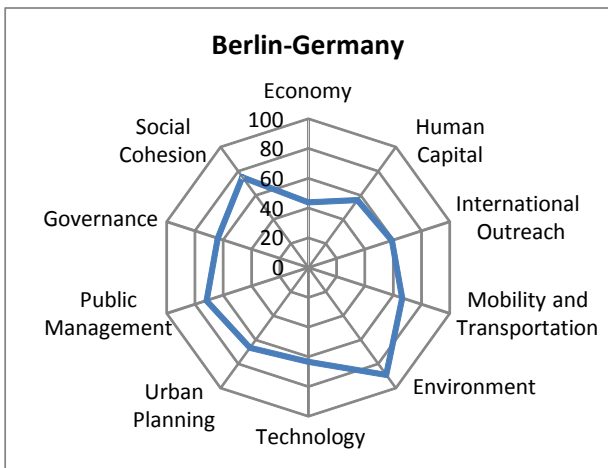 Berlin-Germany
Economy
Human
Capital
International
Outreach
Mobility and
Transportation
Environment
Technology
Urban
Planning
Public
Management
Governance
Social
Cohesion
100
80
60
40
20
0